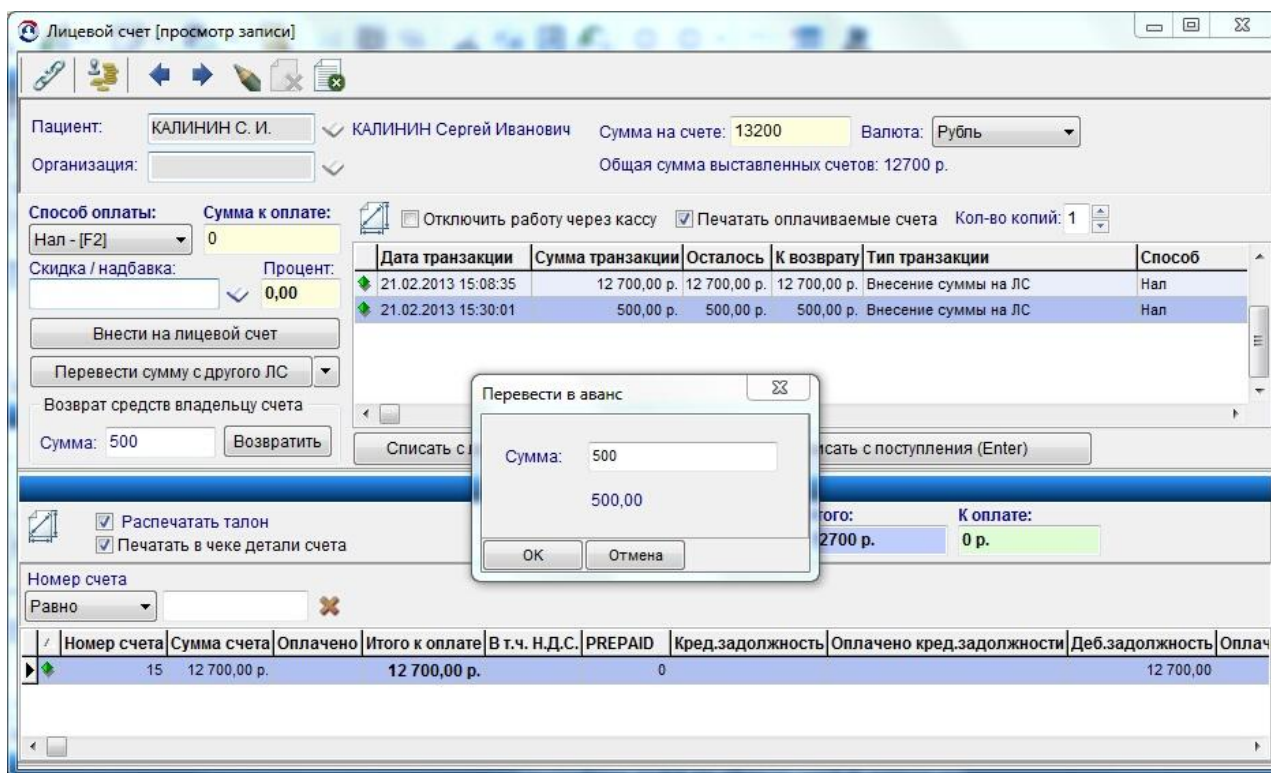 Лицевой счет [просмотр записи]
Пациент: КАЛИНИН С. И. КАЛИНИН Сергей Иванович Сумма на счете: 13200 Валюта: Рубль
Организация: Общая сумма выставленных счетов: 12700 р.
Способ оплаты: Сумма к оплате: Отключить работу через кассу Печатать оплачиваемые счета Кол-во копий: 1
Нал - [F2] 0
Дата транзакции Сумма транзакции Осталось К возврату Тип транзакции Способ
Скидка / надбавка: Процент:
21.02.2013 15:08:35 12 700,00 р. 12 700,00 р. 12 700,00 р. Внесение суммы на ЛС Нал
0,00
21.02.2013 15:30:01 500,00 р. 500,00 р. 500,00 р. Внесение суммы на ЛС Нал
Внести на лицевой счет
Перевести сумму с другого ЛС
Возврат средств владельцу счета
Сумма: 500 Возвратить
Списать с
с поступления (Enter)
Перевести в аванс
Сумма: 500
500,00
OK Отмена
Распечатать талон
Печатать в чеке детали счета
К оплате:
2700 р. 0 р.
Номер счета
Равно
Номер счета Сумма счета Оплачено Итого к оплате В т.ч. Н.Д.С. PREPAID Кред.задолжность Оплачено кред.задолжности Деб.задолжность Оплач
15 12 700,00 р. 12 700,00 р. 0 12 700,00